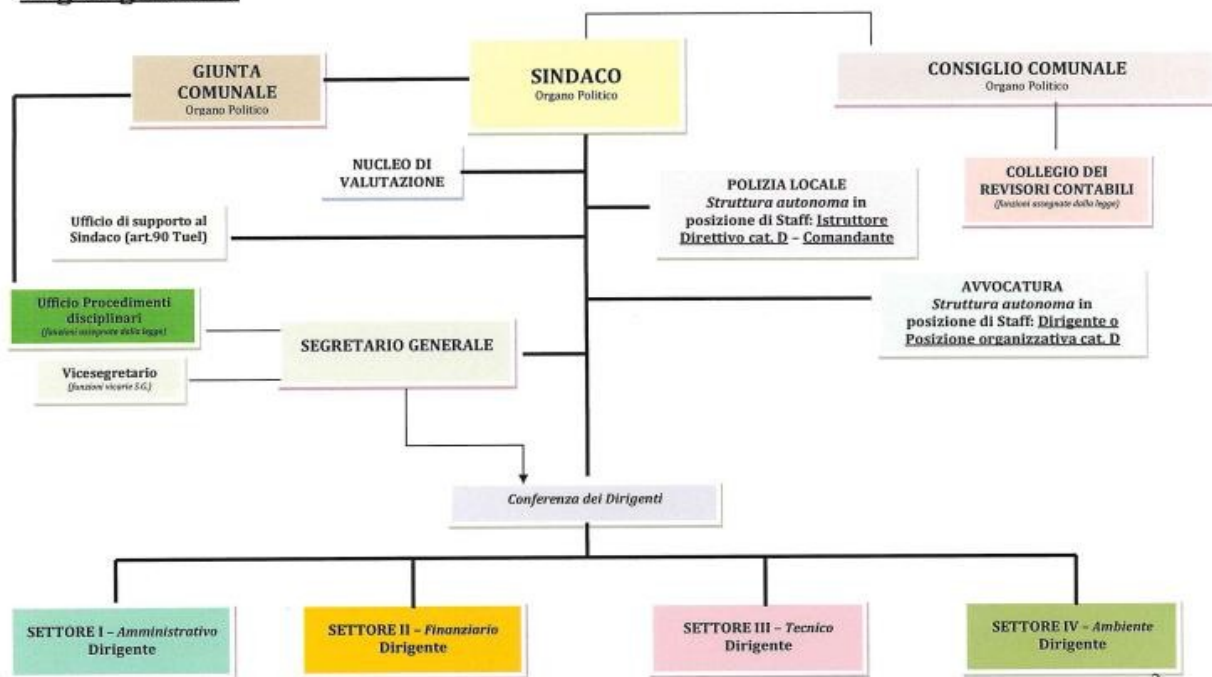 GIUNTA
COMUNALE
Organo Politico
SINDACO
Organo Politico
CONSIGLIO COMUNALE
Organo Politico
NUCLEO DI
VALUTAZIONE
POLIZIA LOCALE
Struttura autonoma in
posizione di Staff: Istruttore
Direttivo cat. D – Comandante
COLLEGIO DEI
REVISORI CONTABILI
(funzioni assegnate dalla legge)
Ufficio di supporto al
Sindaco (art.90 Tuel)
AVVOCATURA
Struttura autonoma in
posizione di Staff: Dirigente o
Posizione organizzativa cat. D
Ufficio Procedimenti
disciplinari
(funzioni assegnate dalla legge)
SEGRETARIO GENERALE
Vicesegretario
(funzioni vicarie S.G.)
Conferenza dei Dirigenti
SETTORE I – Amministrativo
Dirigente
SETTORE II – Finanziario
Dirigente
SETTORE III – Tecnico
Dirigente
SETTORE IV – Ambiente
Dirigente